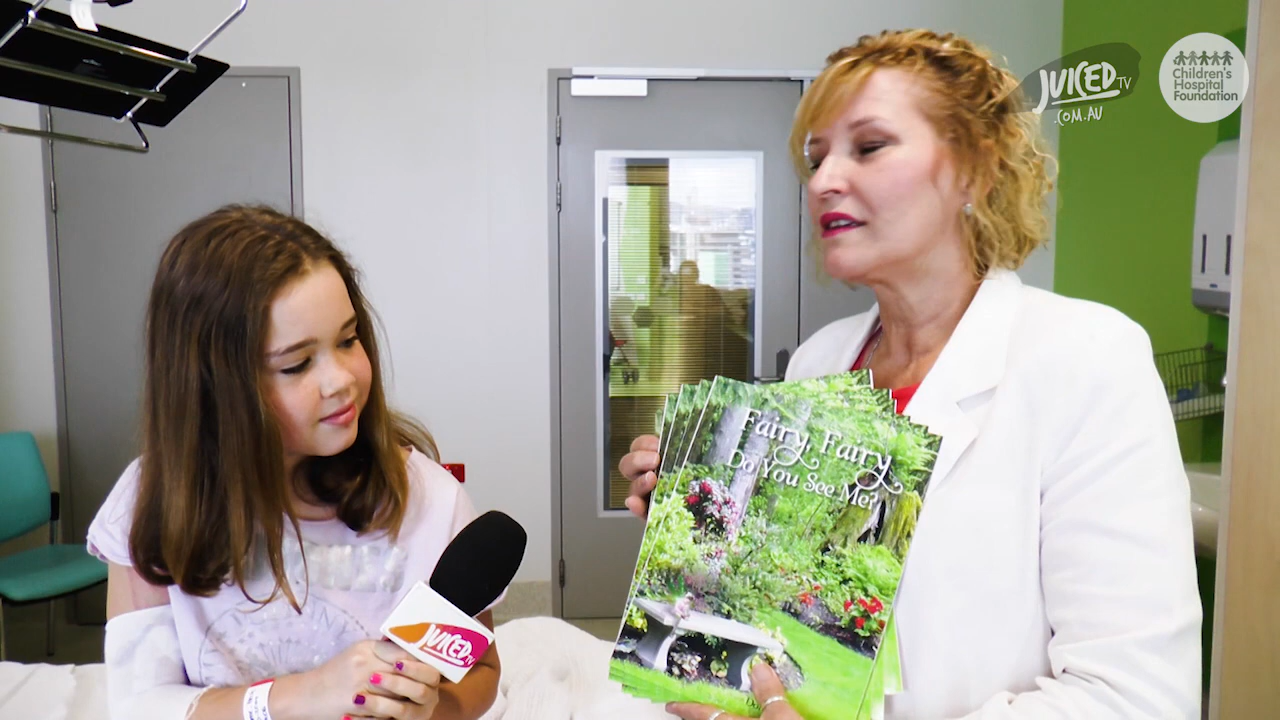 JUICED TV
.COM.AU
Children's
Hospital
Foundation
Fairy, Fairy
Do You See Me?
JUICED TV